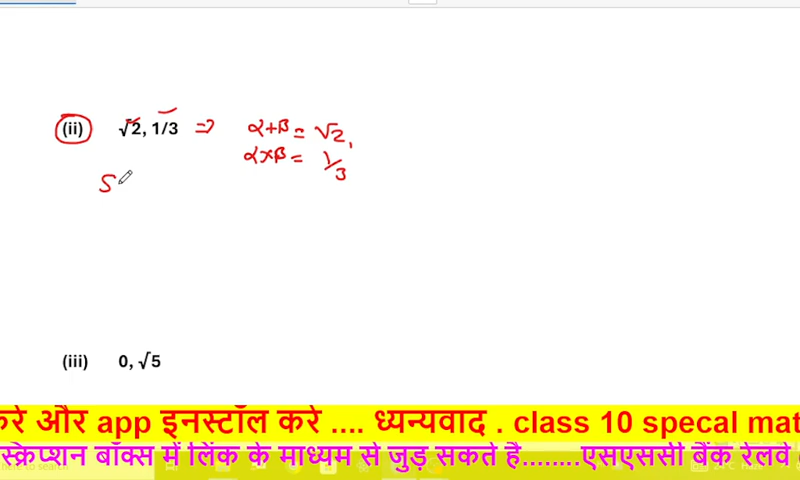 (ii) √2, 1/3 ⇒ α+β = √2,
α×β = 1/3
S
(iii) 0, √5
करे और app इनस्टॉल करे .... ध्यन्यवाद . class 10 specal mat
स्क्रिप्शन बॉक्स में लिंक के माध्यम से जुड़ सकते है........एसएससी बैंक रेलवे